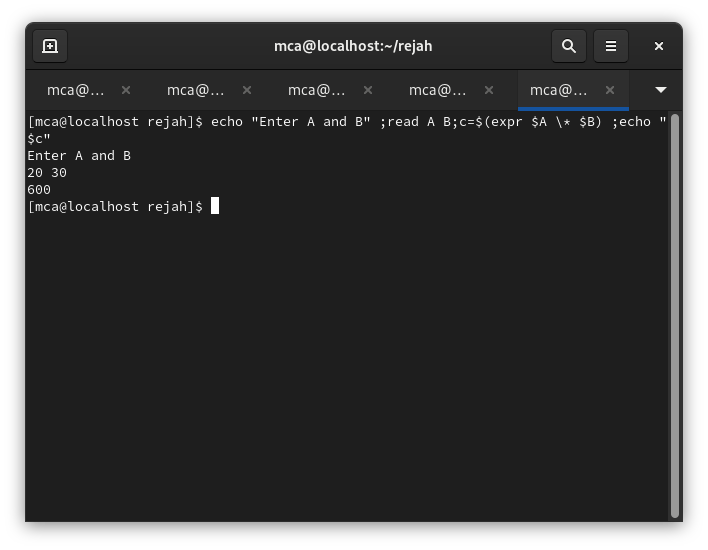 mca@localhost:~/rejah
mca@... mca@... mca@... mca@... mca@...
[mca@localhost rejah]$ echo "Enter A and B" ;read A B;c=$(expr $A \* $B) ;echo "
$c"
Enter A and B
20 30
600
[mca@localhost rejah]$